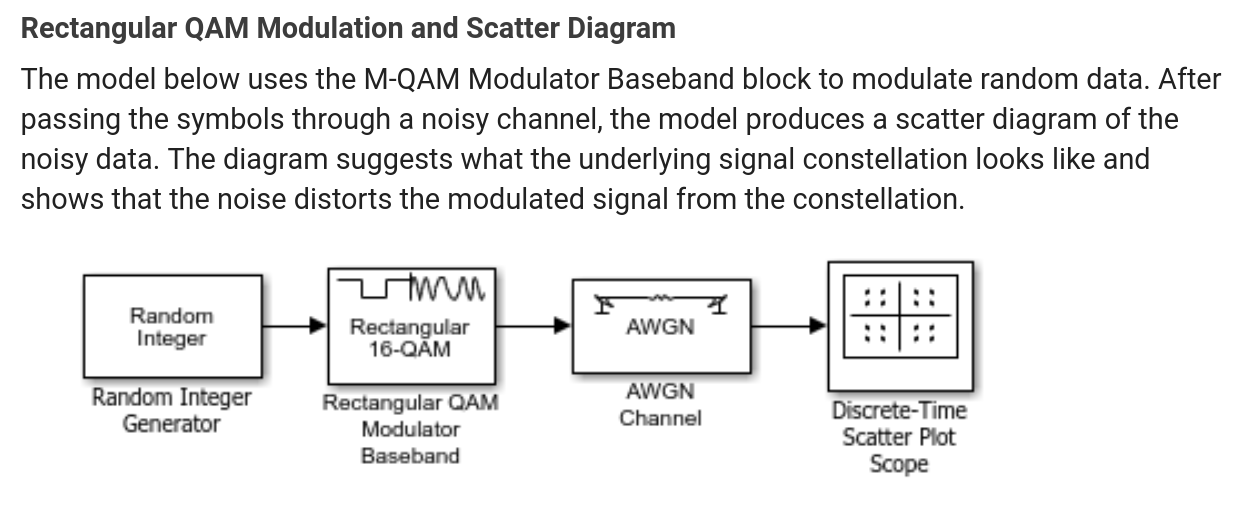 Rectangular QAM Modulation and Scatter Diagram
The model below uses the M-QAM Modulator Baseband block to modulate random data. After
passing the symbols through a noisy channel, the model produces a scatter diagram of the
noisy data. The diagram suggests what the underlying signal constellation looks like and
shows that the noise distorts the modulated signal from the constellation.
Random
Integer
Random Integer
Generator
Rectangular
16-QAM
Rectangular QAM
Modulator
Baseband
AWGN
AWGN
Channel
Discrete-Time
Scatter Plot
Scope